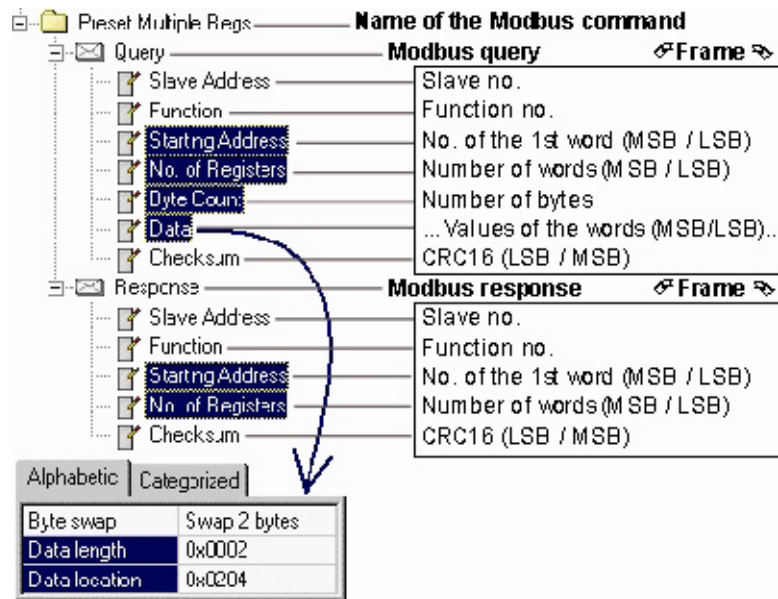 Preset Multiple Regs Name of the Modbus command
Query Modbus query Frame
Slave Address Slave no.
Function Function no.
Starting Address No. of the 1st word (MSB / LSB)
No. of Registers Number of words (MSB / LSB)
Byte Count Number of bytes
Data ...Values of the words (MSB/LSB)...
Checksum CRC16 (LSB / MSB)
Response Modbus response Frame
Slave Address Slave no.
Function Function no.
Starting Address No. of the 1st word (MSB / LSB)
No. of Registers Number of words (MSB / LSB)
Checksum CRC16 (LSB / MSB)
Alphabetic Categorized
Byte swap Swap 2 bytes
Data length 0x0002
Data location 0x0204